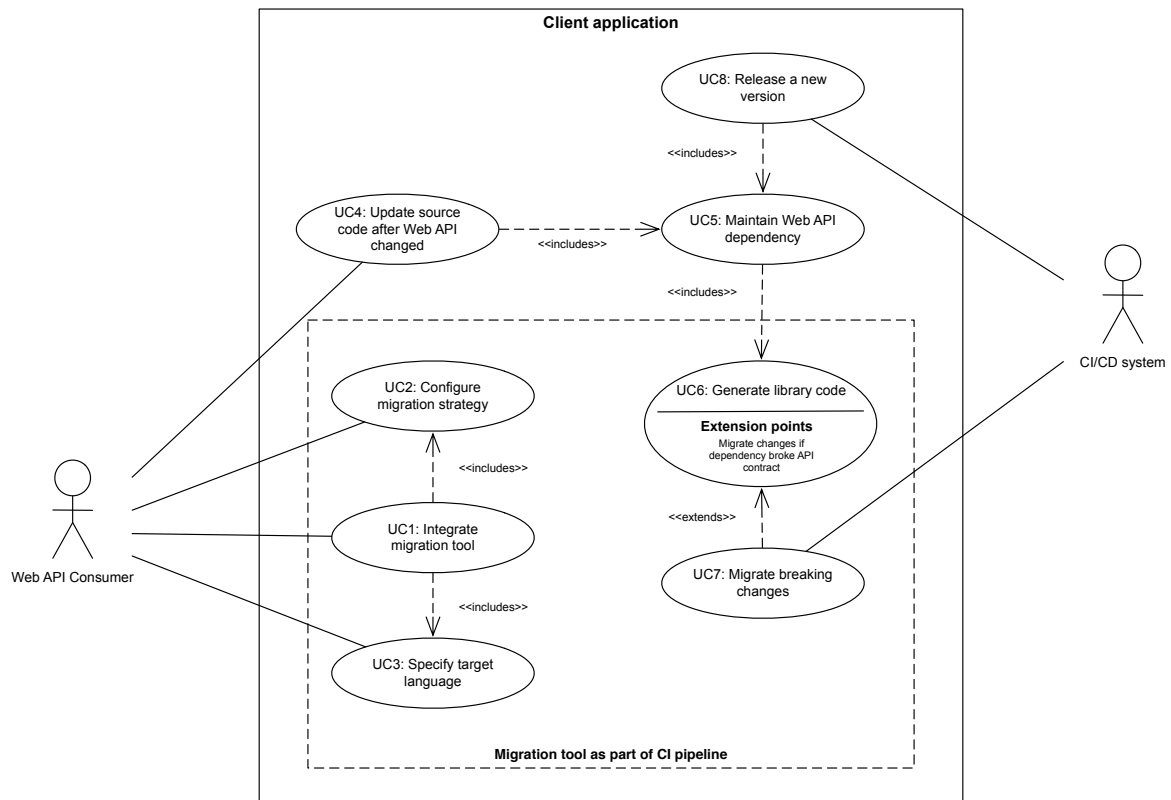 Client application
UC8: Release a new
version
<<includes>>
UC4: Update source
code after Web API
changed
<<includes>>
UC5: Maintain Web API
dependency
<<includes>>
CI/CD system
UC2: Configure
migration strategy
UC6: Generate library code
Extension points
Migrate changes if
dependency broke API
contract
<<includes>>
<<extends>>
UC1: Integrate
migration tool
Web API Consumer
UC7: Migrate breaking
changes
<<includes>>
UC3: Specify target
language
Migration tool as part of CI pipeline